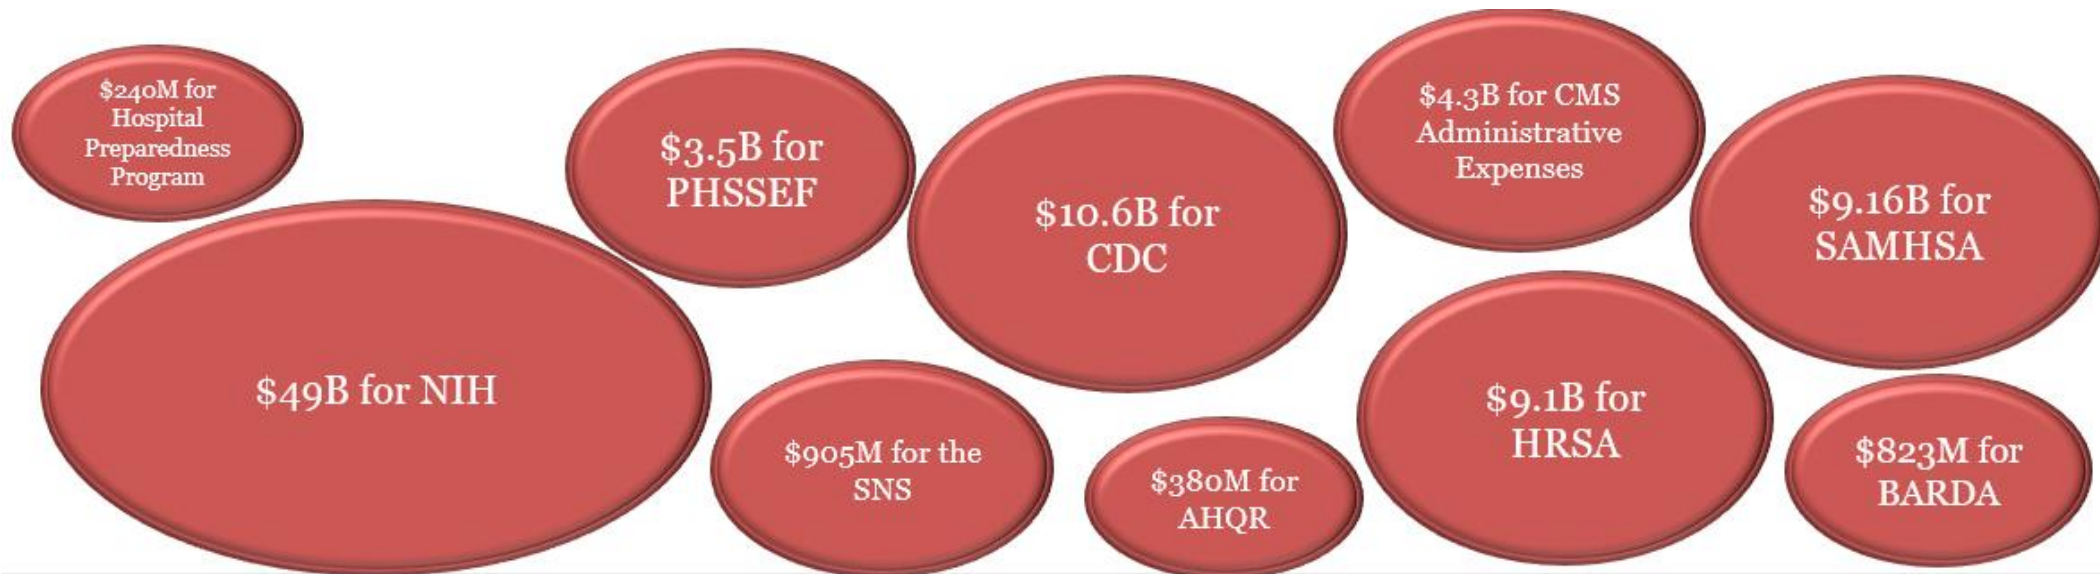 $240M for
Hospital
Preparedness
Program
$49B for NIH
$3.5B for
PHSSEF
$905M for the
SNS
$10.6B for
CDC
$380M for
AHQR
$4.3B for CMS
Administrative
Expenses
$9.1B for
HRSA
$9.16B for
SAMHSA
$823M for
BARDA